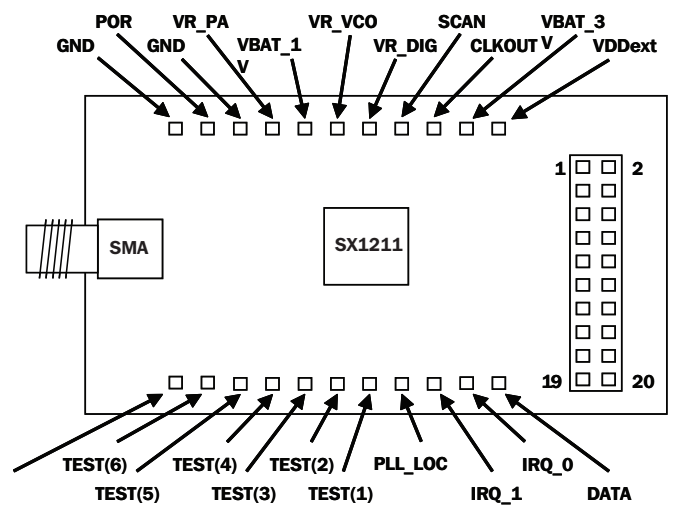 POR VR_PA VR_VCO SCAN VBAT_3
GND GND VBAT_1 VR_DIG CLKOUT V VDDext
V
1 2
SMA SX1211
19 20
TEST(6) TEST(4) TEST(2) PLL_LOC IRQ_0
TEST(5) TEST(3) TEST(1) IRQ_1 DATA